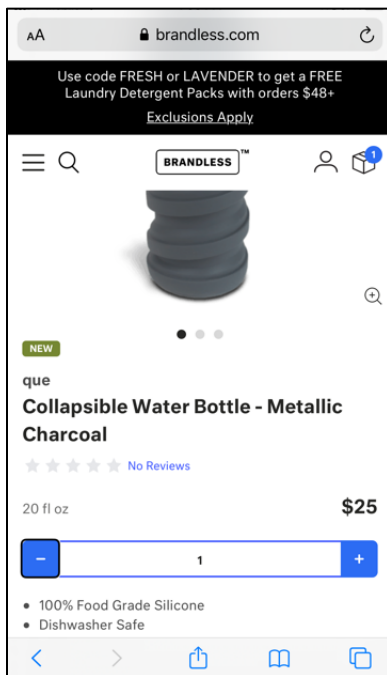 AA brandless.com
Use code FRESH or LAVENDER to get a FREE
Laundry Detergent Packs with orders $48+
Exclusions Apply
BRANDLESS™ 1
NEW
que
Collapsible Water Bottle - Metallic
Charcoal
No Reviews
20 fl oz $25
− 1 +
• 100% Food Grade Silicone
• Dishwasher Safe